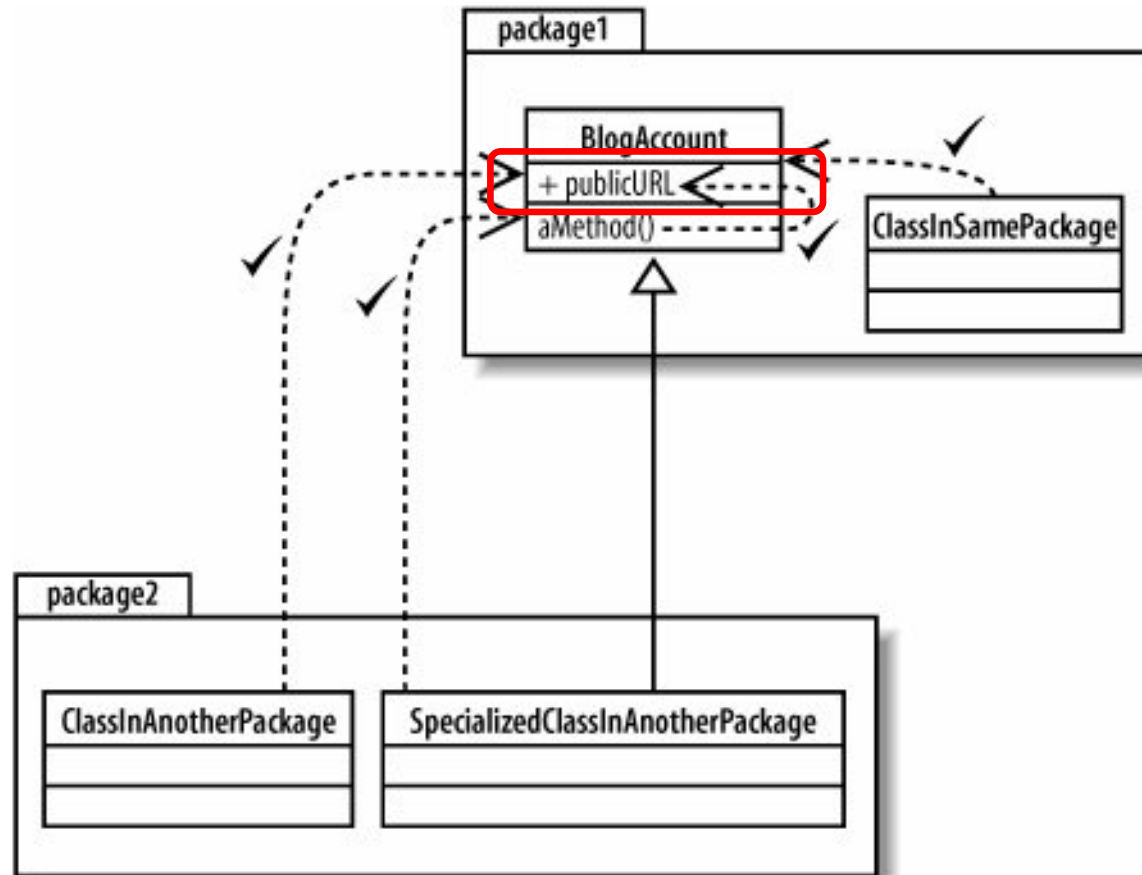 package1
BlogAccount
+ publicURL
aMethod()
ClassInSamePackage
package2
ClassInAnotherPackage
SpecializedClassInAnotherPackage